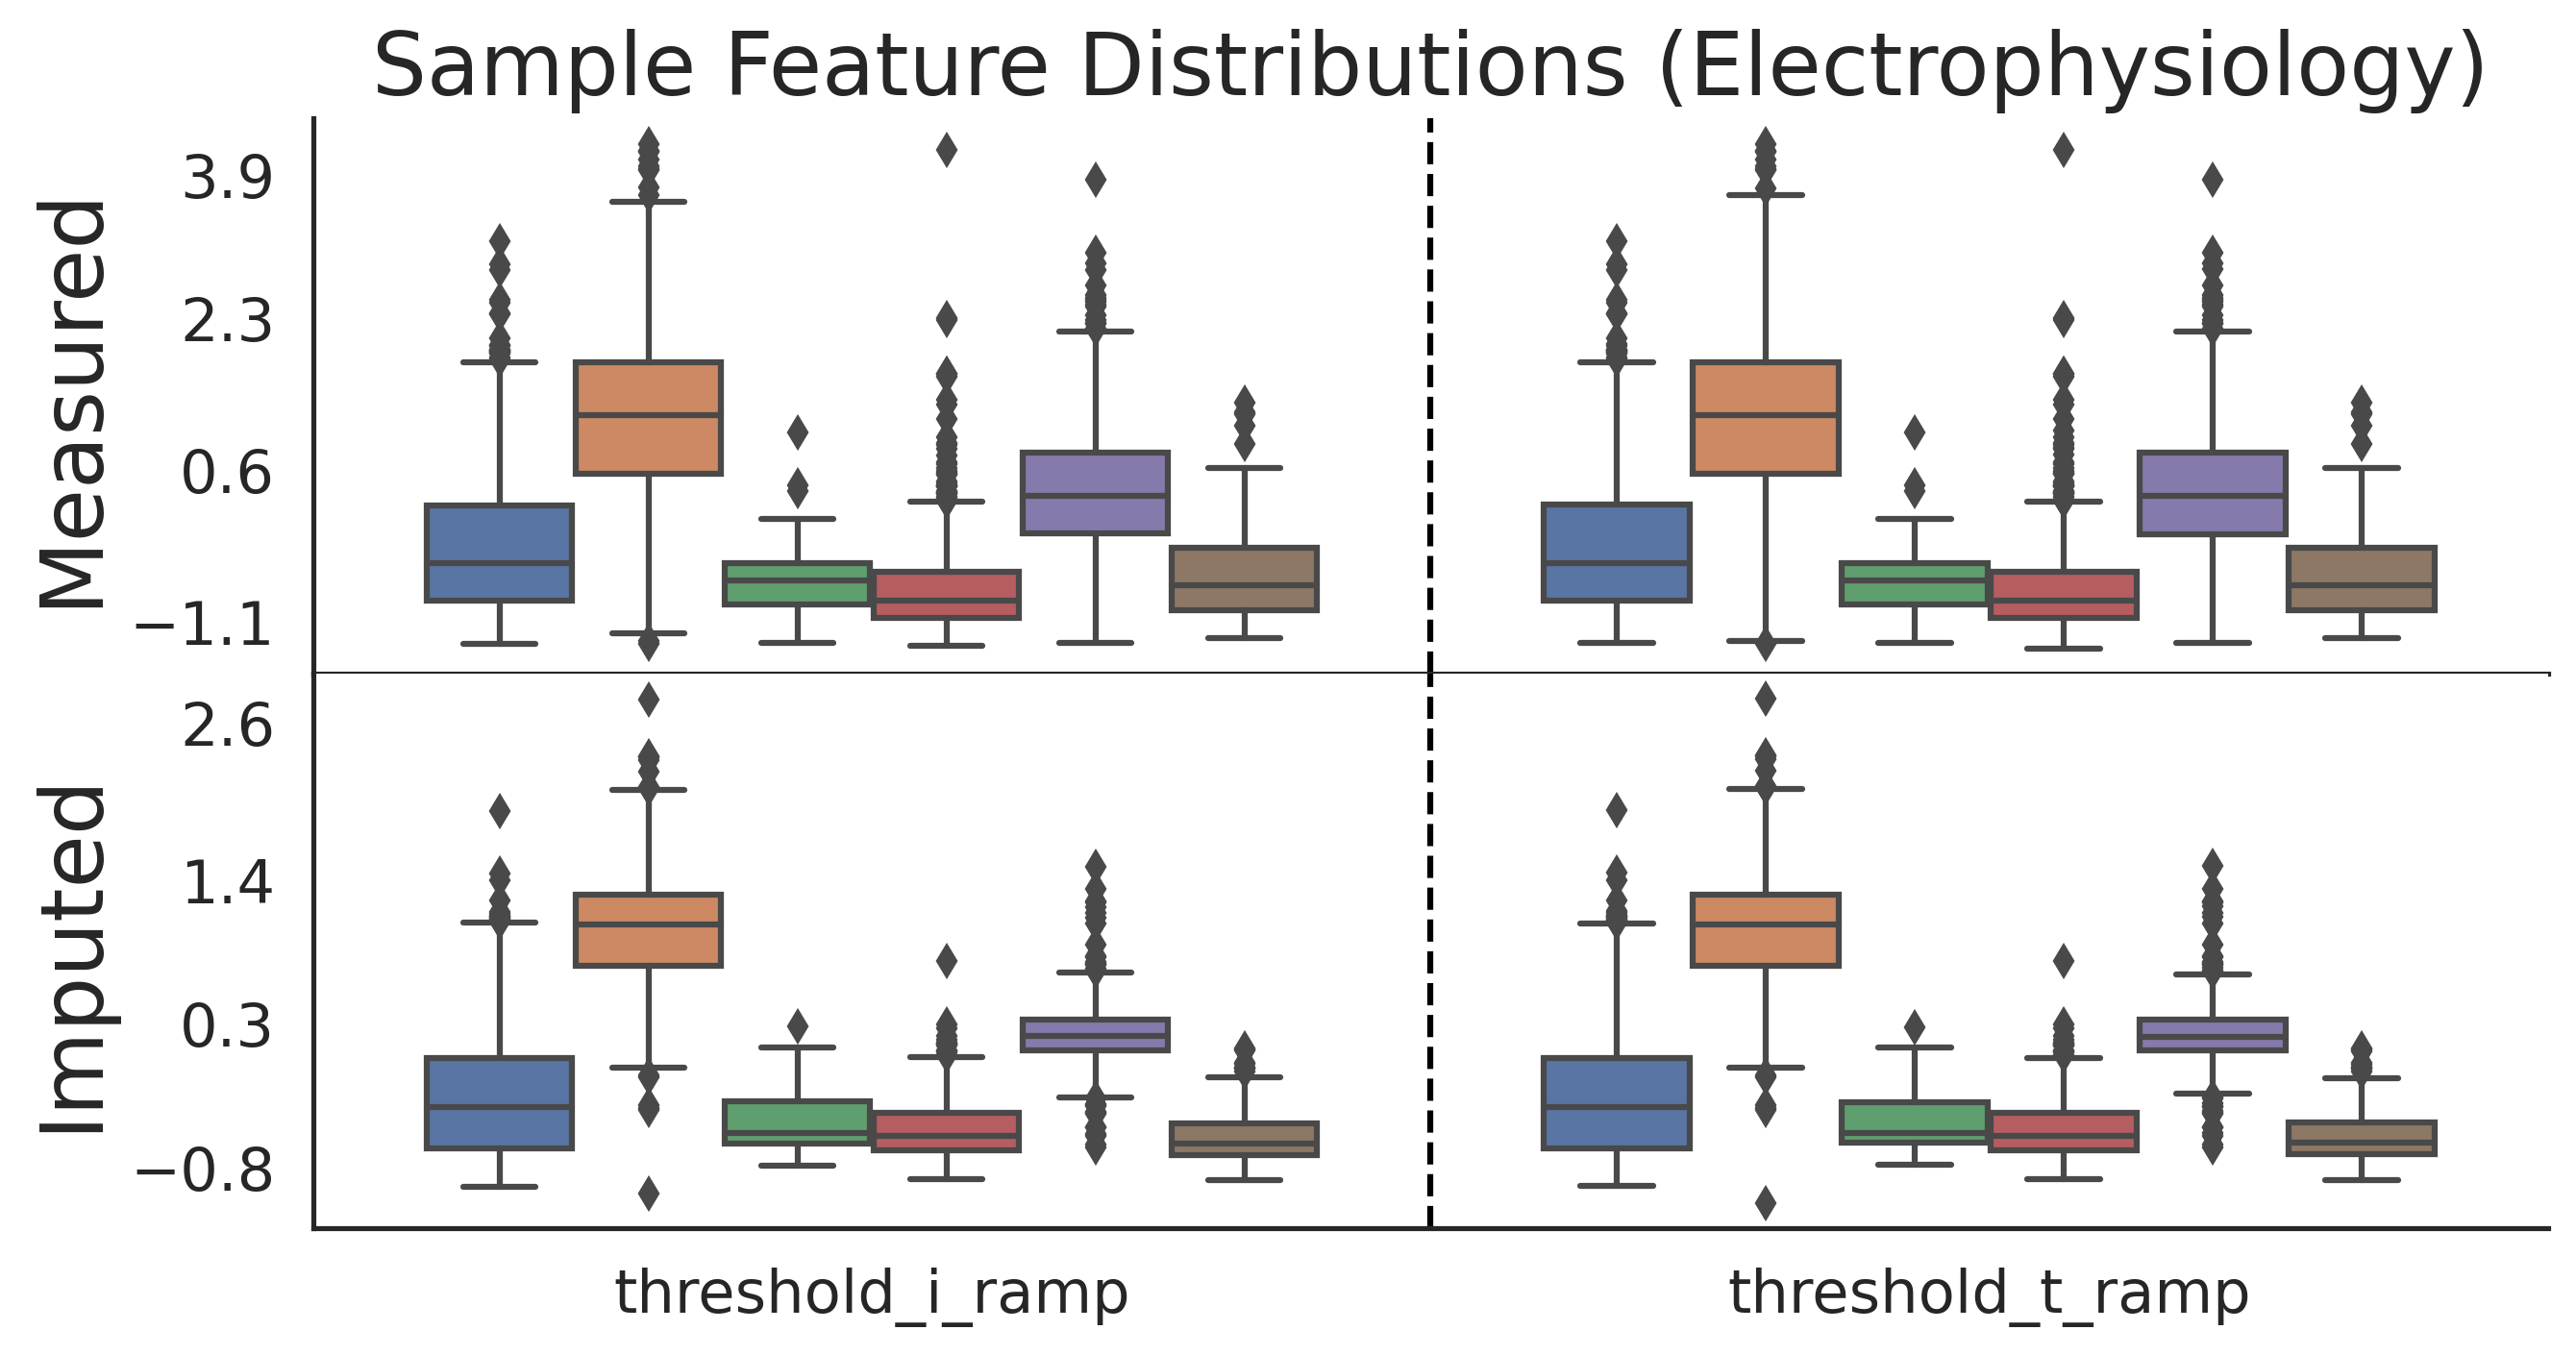 Sample Feature Distributions (Electrophysiology)
Measured
3.9
2.3
0.6
−1.1
Imputed
2.6
1.4
0.3
−0.8
threshold_i_ramp
threshold_t_ramp